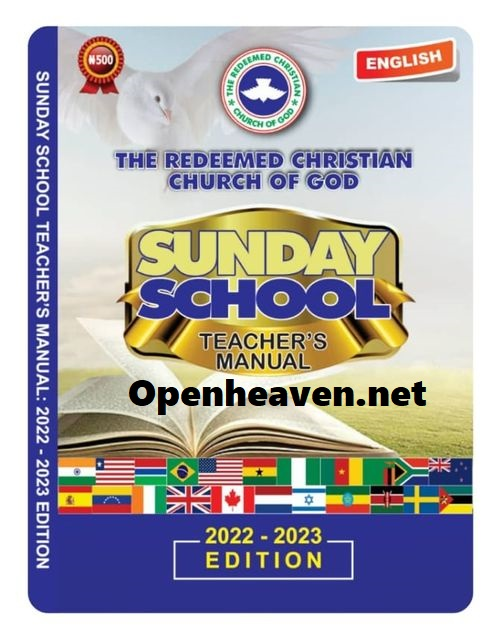 SUNDAY SCHOOL TEACHER'S MANUAL: 2022 - 2023 EDITION
₦500
THE REDEEMED CHRISTIAN
CHURCH OF GOD
ENGLISH
THE REDEEMED CHRISTIAN
CHURCH OF GOD
SUNDAY
SCHOOL
TEACHER'S
MANUAL
Openheaven.net
2022 - 2023
EDITION